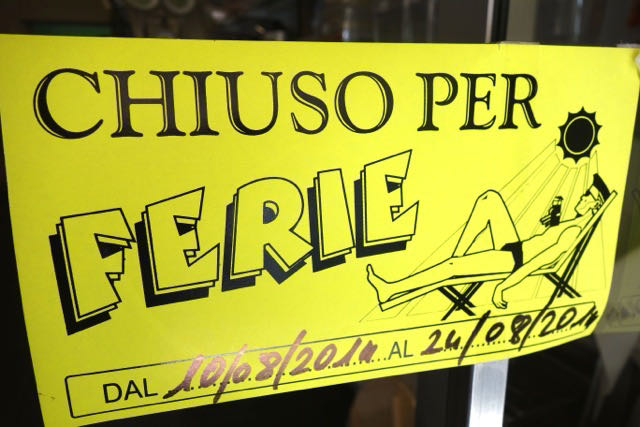 CHIUSO PER
FERIE
DAL 10/08/2014 AL 24/08/2014